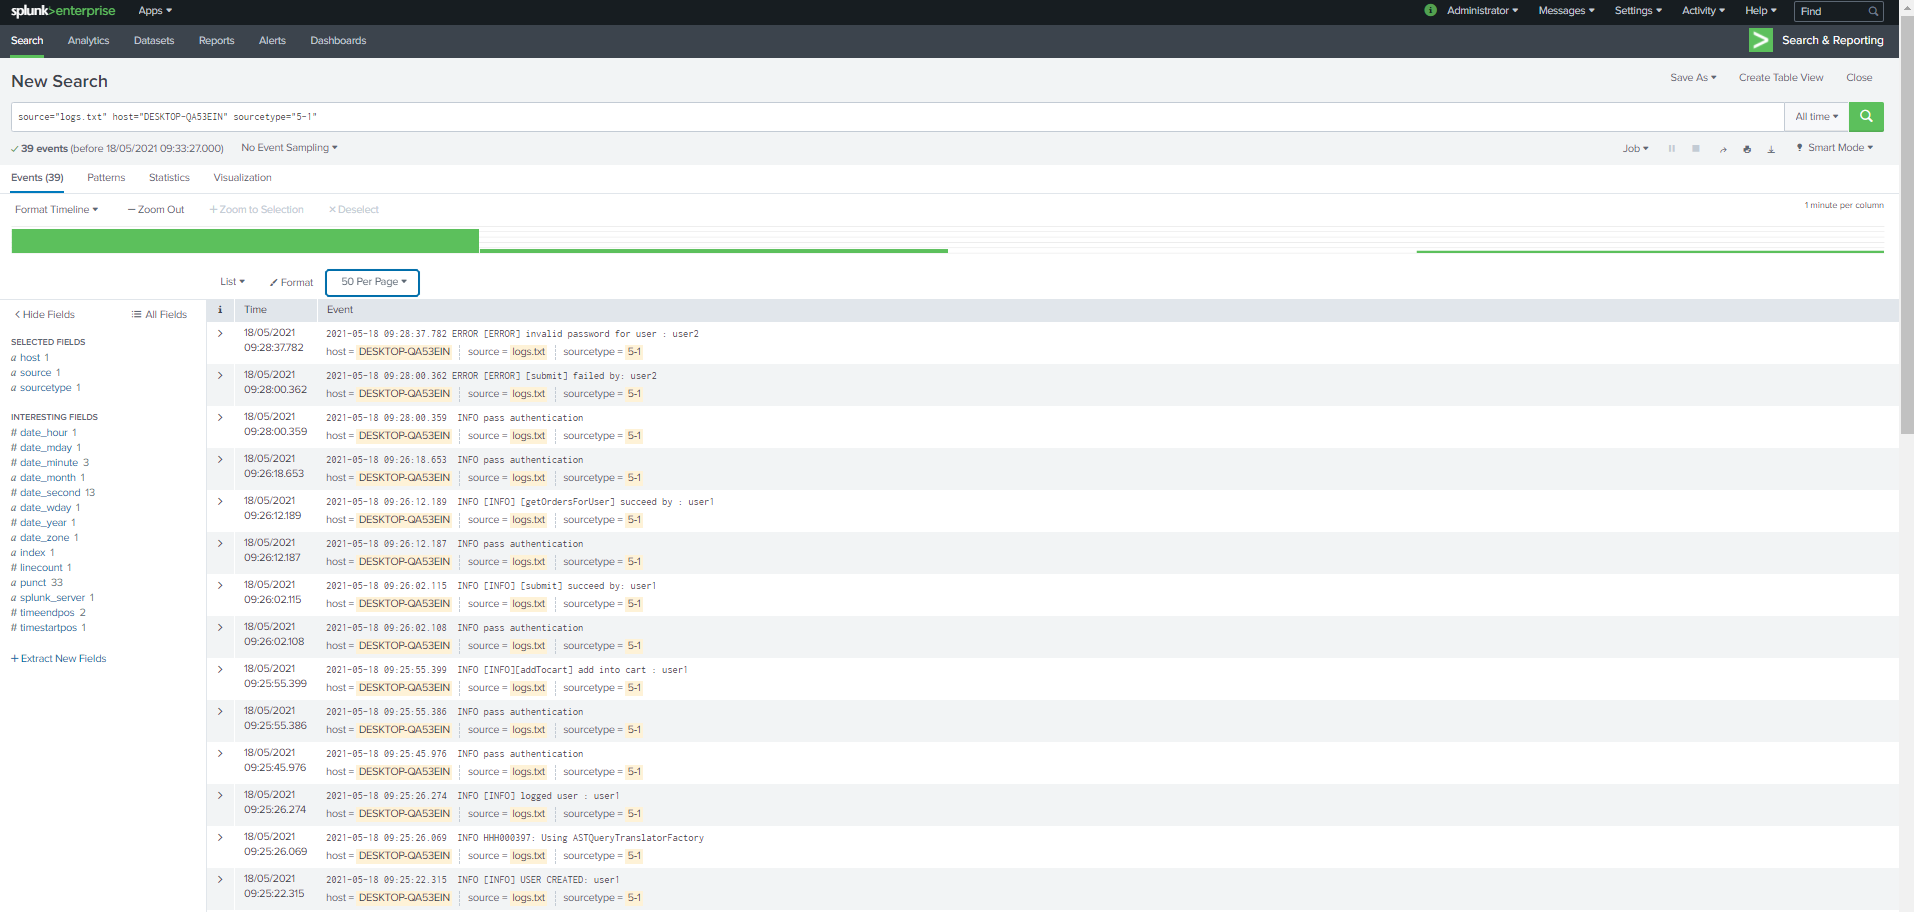 splunk>enterprise Apps Administrator Messages Settings Activity Help Find
Search Analytics Datasets Reports Alerts Dashboards Search & Reporting
New Search Save As Create Table View Close
source="logs.txt" host="DESKTOP-QA53EIN" sourcetype="5-1" All time
39 events (before 18/05/2021 09:33:27.000) No Event Sampling Job Smart Mode
Events (39) Patterns Statistics Visualization
Format Timeline Zoom Out Zoom to Selection Deselect 1 minute per column
List Format 50 Per Page
Hide Fields All Fields
SELECTED FIELDS
a host 1
a source 1
a sourcetype 1
INTERESTING FIELDS
# date_hour 1
# date_mday 1
# date_minute 3
a date_month 1
# date_second 13
a date_wday 1
# date_year 1
a date_zone 1
a index 1
# linecount 1
a punct 33
a splunk_server 1
# timeendpos 2
# timestartpos 1
+ Extract New Fields
i Time Event
18/05/2021 2021-05-18 09:28:37.782 ERROR [ERROR] invalid password for user : user2
09:28:37.782 host = DESKTOP-QA53EIN source = logs.txt sourcetype = 5-1
18/05/2021 2021-05-18 09:28:00.362 ERROR [ERROR] [submit] failed by: user2
09:28:00.362 host = DESKTOP-QA53EIN source = logs.txt sourcetype = 5-1
18/05/2021 2021-05-18 09:28:00.359 INFO pass authentication
09:28:00.359 host = DESKTOP-QA53EIN source = logs.txt sourcetype = 5-1
18/05/2021 2021-05-18 09:26:18.653 INFO pass authentication
09:26:18.653 host = DESKTOP-QA53EIN source = logs.txt sourcetype = 5-1
18/05/2021 2021-05-18 09:26:12.189 INFO [INFO] [getOrdersForUser] succeed by : user1
09:26:12.189 host = DESKTOP-QA53EIN source = logs.txt sourcetype = 5-1
18/05/2021 2021-05-18 09:26:12.187 INFO pass authentication
09:26:12.187 host = DESKTOP-QA53EIN source = logs.txt sourcetype = 5-1
18/05/2021 2021-05-18 09:26:02.115 INFO [INFO] [submit] succeed by: user1
09:26:02.115 host = DESKTOP-QA53EIN source = logs.txt sourcetype = 5-1
18/05/2021 2021-05-18 09:26:02.108 INFO pass authentication
09:26:02.108 host = DESKTOP-QA53EIN source = logs.txt sourcetype = 5-1
18/05/2021 2021-05-18 09:25:55.399 INFO [INFO][addTocart] add into cart : user1
09:25:55.399 host = DESKTOP-QA53EIN source = logs.txt sourcetype = 5-1
18/05/2021 2021-05-18 09:25:55.386 INFO pass authentication
09:25:55.386 host = DESKTOP-QA53EIN source = logs.txt sourcetype = 5-1
18/05/2021 2021-05-18 09:25:45.976 INFO pass authentication
09:25:45.976 host = DESKTOP-QA53EIN source = logs.txt sourcetype = 5-1
18/05/2021 2021-05-18 09:25:26.274 INFO [INFO] logged user : user1
09:25:26.274 host = DESKTOP-QA53EIN source = logs.txt sourcetype = 5-1
18/05/2021 2021-05-18 09:25:26.069 INFO HHH000397: Using ASTQueryTranslatorFactory
09:25:26.069 host = DESKTOP-QA53EIN source = logs.txt sourcetype = 5-1
18/05/2021 2021-05-18 09:25:22.315 INFO [INFO] USER CREATED: user1
09:25:22.315 host = DESKTOP-QA53EIN source = logs.txt sourcetype = 5-1